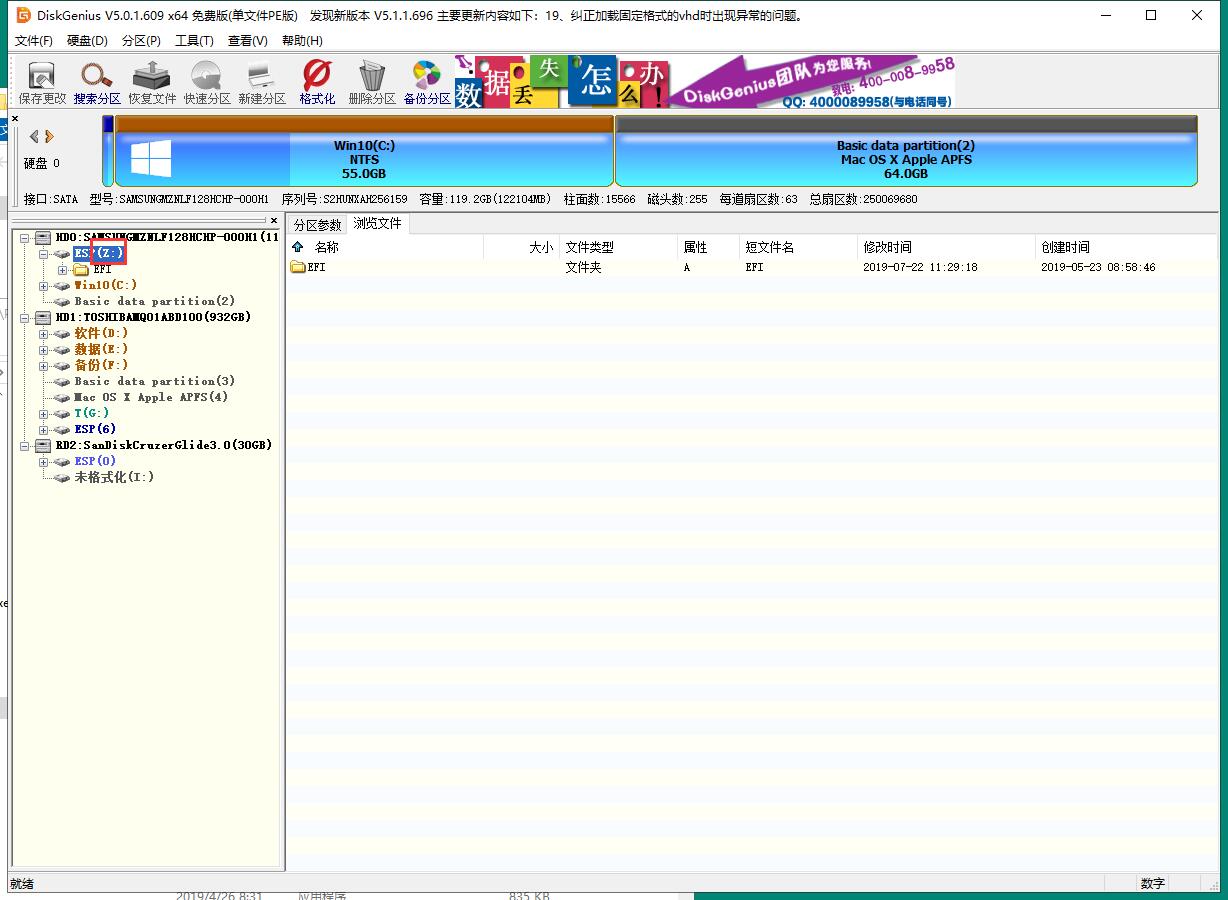 DiskGenius V5.0.1.609 x64 免费版(单文件PE版) 发现新版本 V5.1.1.696 主要更新内容如下：19、纠正加载固定格式的vhd时出现异常的问题。
文件(F) 硬盘(D) 分区(P) 工具(T) 查看(V) 帮助(H)
保存更改 搜索分区 恢复文件 快速分区 新建分区 格式化 删除分区 备份分区
数据丢失怎么办!
DiskGenius团队为您服务!
致电: 400-008-9958
QQ: 4000089958(与电话同号)
硬盘 0
Win10(C:)
NTFS
55.0GB
Basic data partition(2)
Mac OS X Apple APFS
64.0GB
接口:SATA 型号:SAMSUNGMZNLF128HCHP-000H1 序列号:S2HUNXAH256159 容量:119.2GB(122104MB) 柱面数:15566 磁头数:255 每道扇区数:63 总扇区数:250069680
HD0:SAMSUNGMZNLF128HCHP-000H1(11
ESP(Z:)
EFI
Win10(C:)
Basic data partition(2)
HD1:TOSHIBAMQ01ABD100(932GB)
软件(D:)
数据(E:)
备份(F:)
Basic data partition(3)
Mac OS X Apple APFS(4)
T(G:)
ESP(6)
RD2:SanDiskCruzerGlide3.0(30GB)
ESP(0)
未格式化(I:)
分区参数 浏览文件
名称 大小 文件类型 属性 短文件名 修改时间 创建时间
EFI 文件夹 A EFI 2019-07-22 11:29:18 2019-05-23 08:58:46
就绪 数字
2019/4/26 8:31 应用程序 835 KB